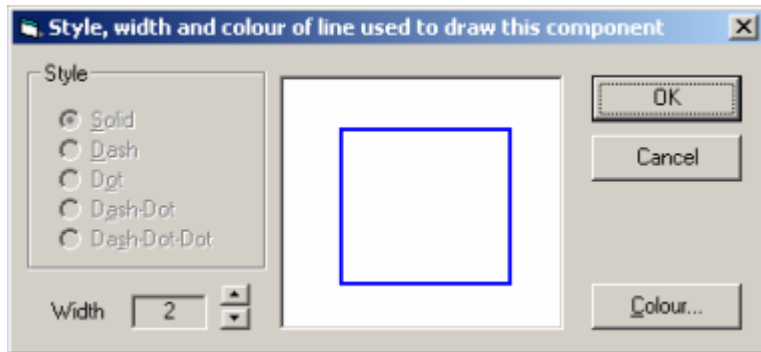 Style, width and colour of line used to draw this component
Style
Solid
Dash
Dot
Dash-Dot
Dash-Dot-Dot
Width 2
OK
Cancel
Colour...